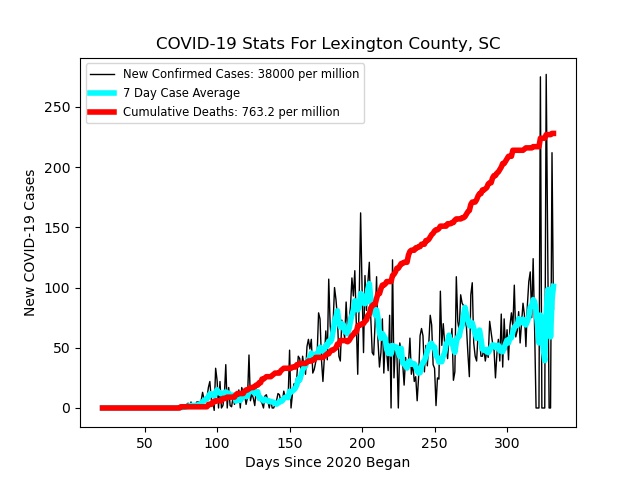 COVID-19 Stats For Lexington County, SC
New Confirmed Cases: 38000 per million
7 Day Case Average
Cumulative Deaths: 763.2 per million
New COVID-19 Cases
250
200
150
100
50
0
50
100
150
200
250
300
Days Since 2020 Began